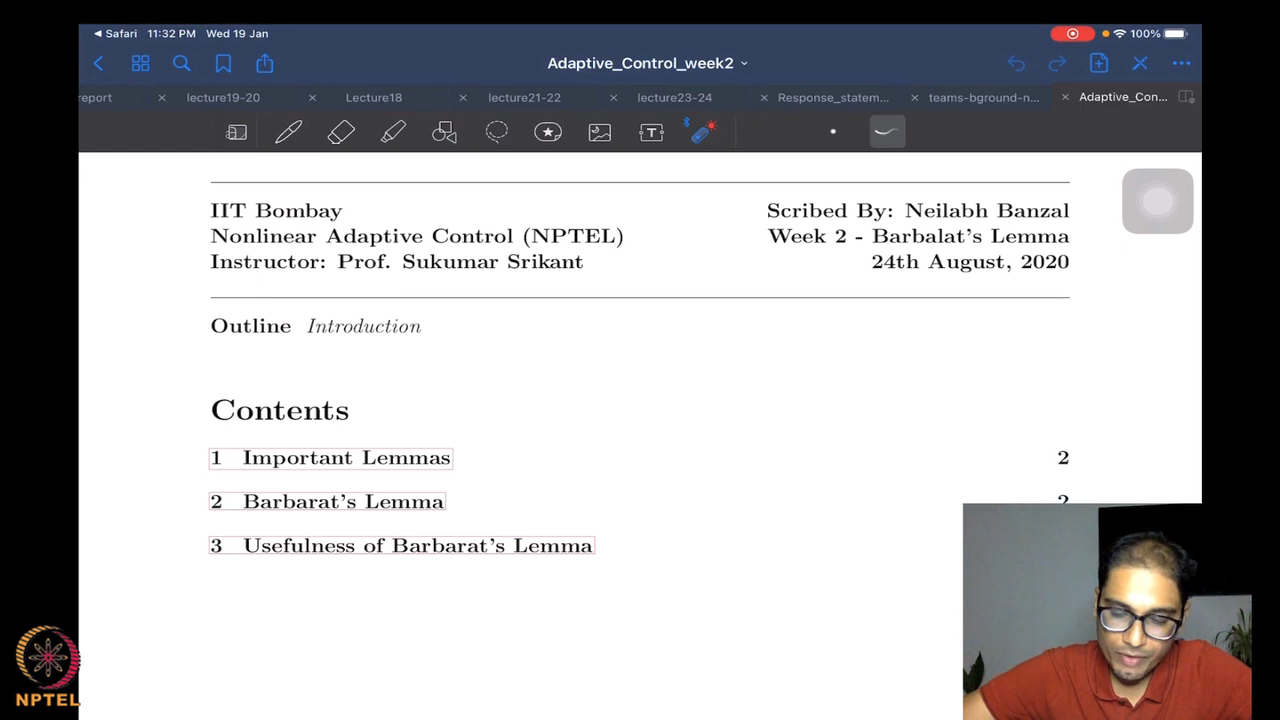 Safari 11:32 PM Wed 19 Jan 100%
Adaptive_Control_week2
report lecture19-20 Lecture18 lecture21-22 lecture23-24 Response_statem... teams-bground-n... Adaptive_Con...
T
IIT Bombay Scribed By: Neilabh Banzal
Nonlinear Adaptive Control (NPTEL) Week 2 - Barbalat's Lemma
Instructor: Prof. Sukumar Srikant 24th August, 2020
Outline Introduction
Contents
1 Important Lemmas 2
2 Barbarat's Lemma 2
3 Usefulness of Barbarat's Lemma
NPTEL